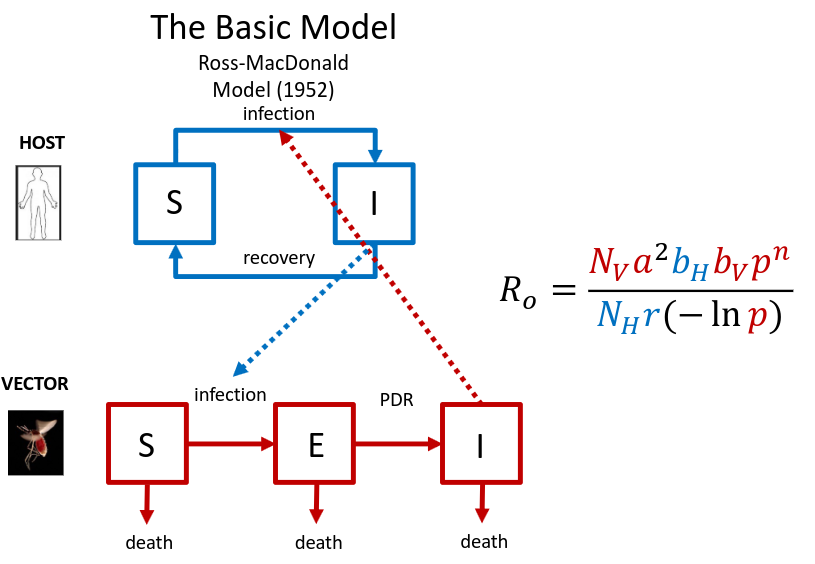 The Basic Model
Ross-MacDonald
Model (1952)
infection
HOST
S
I
recovery
R_o = \frac{N_V a^2 b_H b_V p^n}{N_H r(− ln p)}
VECTOR
infection
PDR
S
E
I
death
death
death